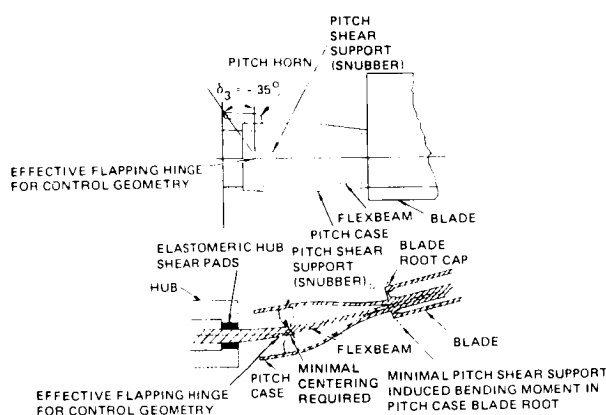 PITCH
SHEAR
SUPPORT
(SNUBBER)
PITCH HORN
δ3 = - 35°
EFFECTIVE FLAPPING HINGE
FOR CONTROL GEOMETRY
FLEXBEAM
BLADE
PITCH CASE
ELASTOMERIC HUB
SHEAR PADS
PITCH SHEAR
SUPPORT
(SNUBBER)
BLADE
ROOT CAP
HUB
BLADE
FLEXBEAM
PITCH
CASE
MINIMAL
CENTERING
REQUIRED
MINIMAL PITCH SHEAR SUPPORT
INDUCED BENDING MOMENT IN
PITCH CASE BLADE ROOT
EFFECTIVE FLAPPING HINGE
FOR CONTROL GEOMETRY